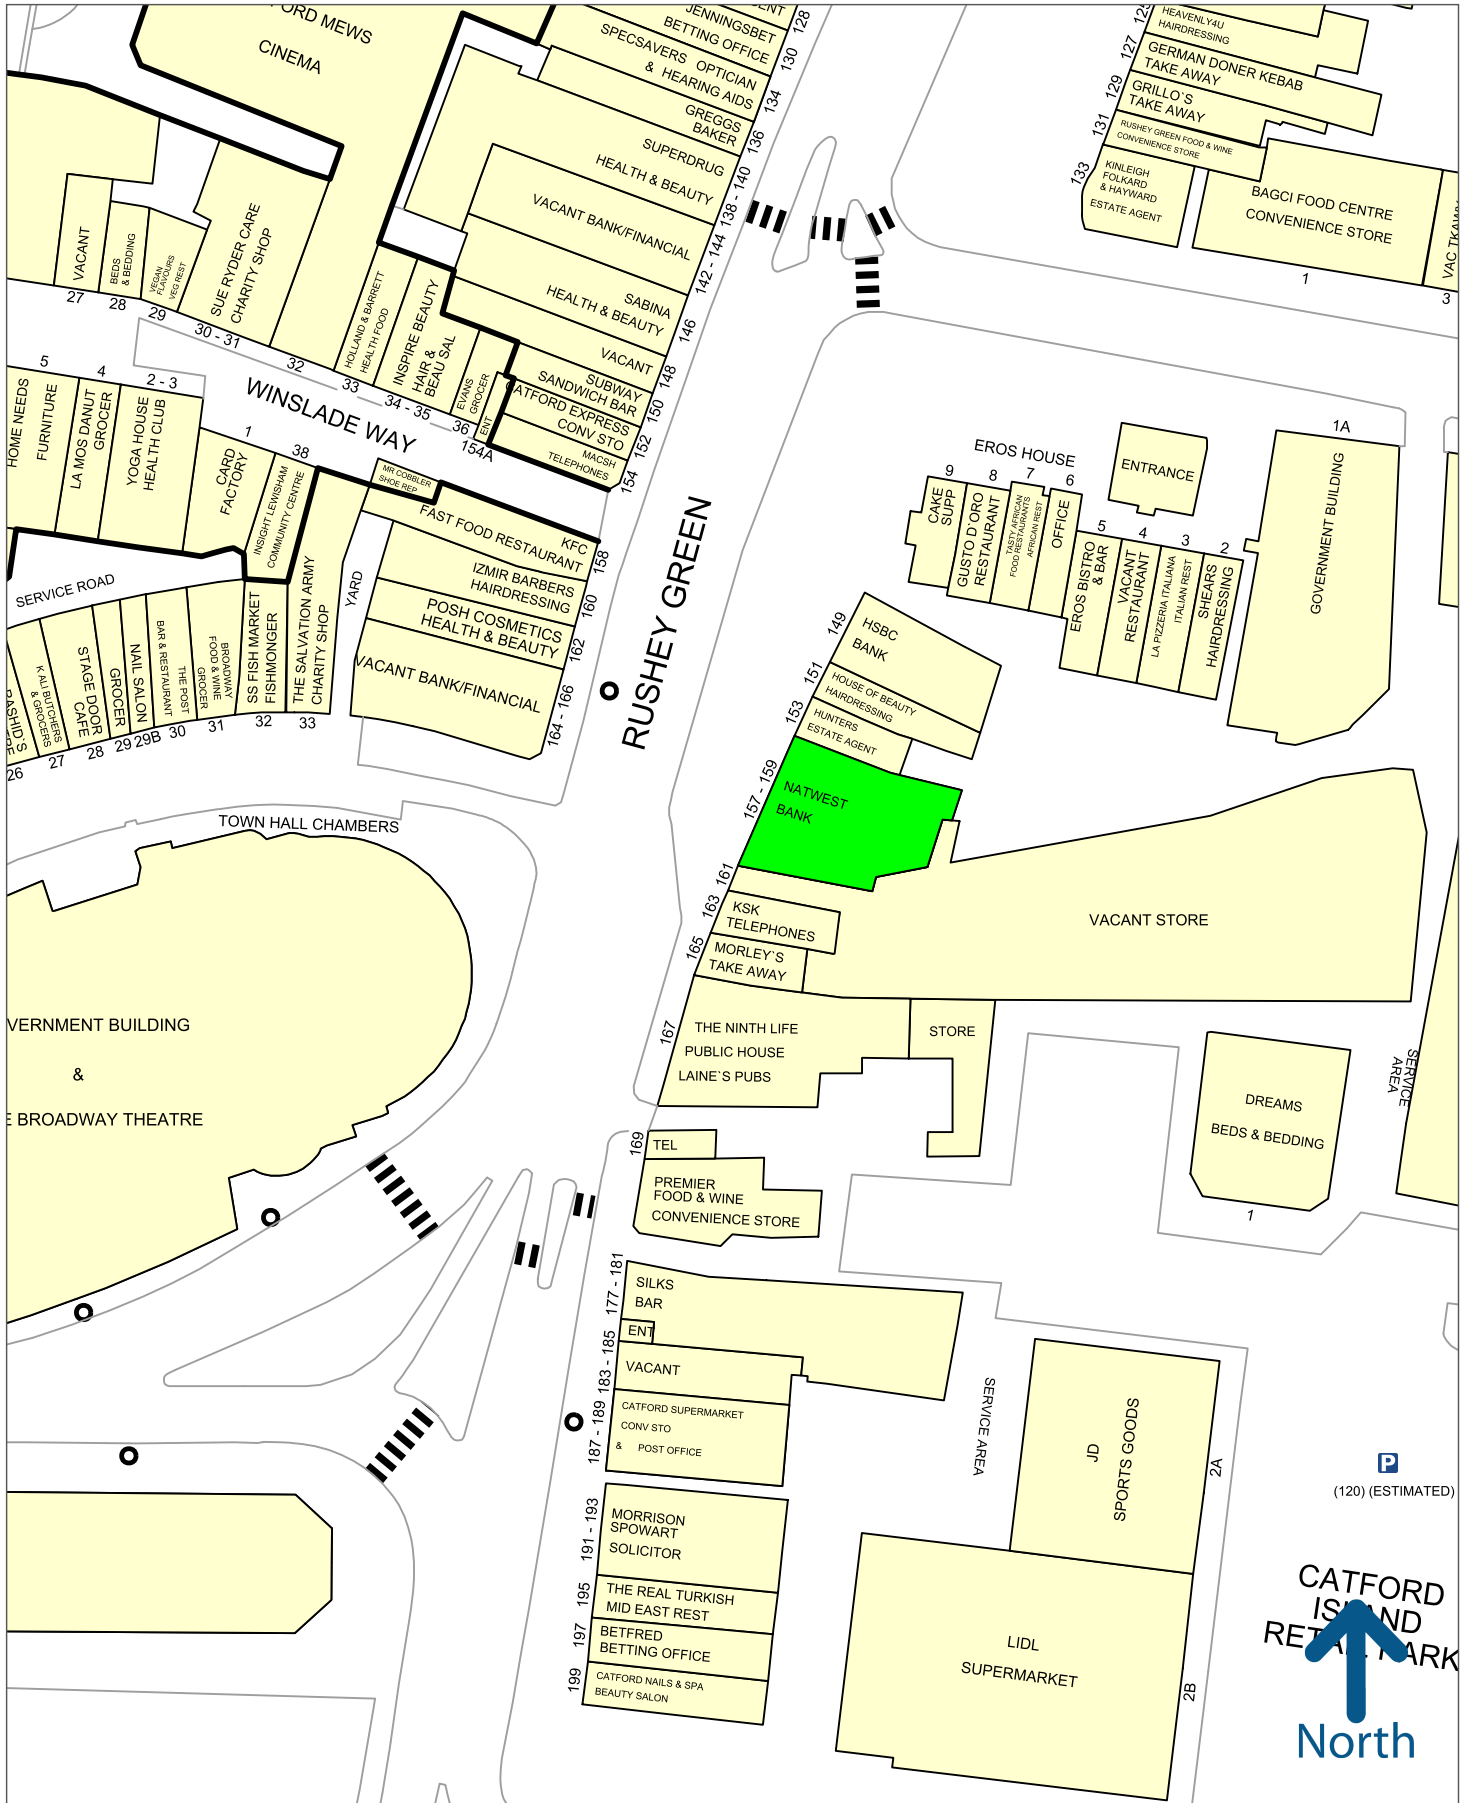 FORD MEWS
CINEMA
JENNINGSBET
BETTING OFFICE
128
130
SPECSAVERS OPTICIAN
& HEARING AIDS
134
GREGGS
BAKER
136
SUPERDRUG
HEALTH & BEAUTY
138 - 140
VACANT BANK/FINANCIAL
142 - 144
SABINA
HEALTH & BEAUTY
146
VACANT
148
SUBWAY
SANDWICH BAR
150
CATFORD EXPRESS
CONV STO
152
MACSH
TELEPHONES
154
HEAVENLY4U
HAIRDRESSING
127
GERMAN DONER KEBAB
TAKE AWAY
129
GRILLO`S
TAKE AWAY
131
RUSHEY GREEN FOOD & WINE
CONVENIENCE STORE
133
KINLEIGH
FOLKARD
& HAYWARD
ESTATE AGENT
BAGCI FOOD CENTRE
CONVENIENCE STORE
1
3
VACANT
27
BEDS
& BEDDING
28
VEGAN
FLAVOURS
VEG REST
29
SUE RYDER CARE
CHARITY SHOP
30 - 31
32
HOLLAND & BARRETT
HEALTH FOOD
33
INSPIRE BEAUTY
HAIR &
BEAU SAL
34 - 35
EVANS
GROCER
36
ENT
154A
WINSLADE WAY
5
HOME NEEDS
FURNITURE
4
LA MOS DANUT
GROCER
2 - 3
YOGA HOUSE
HEALTH CLUB
1
CARD
FACTORY
38
INSIGHT LEWISHAM
COMMUNITY CENTRE
MR COBBLER
SHOE REP
KFC
FAST FOOD RESTAURANT
158
IZMIR BARBERS
HAIRDRESSING
160
POSH COSMETICS
HEALTH & BEAUTY
162
VACANT BANK/FINANCIAL
164 - 166
YARD
SERVICE ROAD
RASHID`S
26
K ALI BUTCHERS
& GROCERS
27
STAGE DOOR
CAFE
28
GROCER
29
NAIL SALON
29B
THE POST
BAR & RESTAURANT
30
BROADWAY
FOOD & WINE
GROCER
31
SS FISH MARKET
FISHMONGER
32
THE SALVATION ARMY
CHARITY SHOP
33
RUSHEY GREEN
EROS HOUSE
9
CAKE
SUPP
8
GUSTO D`ORO
RESTAURANT
7
TASTY AFRICAN
FOOD RESTAURANTS
AFRICAN REST
6
OFFICE
5
EROS BISTRO
& BAR
4
VACANT
RESTAURANT
3
LA PIZZERIA ITALIANA
ITALIAN REST
2
SHEARS
HAIRDRESSING
ENTRANCE
1A
GOVERNMENT BUILDING
149
HSBC
BANK
151
HOUSE OF BEAUTY
HAIRDRESSING
153
HUNTERS
ESTATE AGENT
157 - 159
NATWEST
BANK
161
VACANT STORE
163
KSK
TELEPHONES
165
MORLEY`S
TAKE AWAY
167
THE NINTH LIFE
PUBLIC HOUSE
LAINE`S PUBS
STORE
TOWN HALL CHAMBERS
VERNMENT BUILDING
&
E BROADWAY THEATRE
169
TEL
PREMIER
FOOD & WINE
CONVENIENCE STORE
DREAMS
BEDS & BEDDING
1
SERVICE
AREA
177 - 181
SILKS
BAR
ENT
183 - 185
VACANT
187 - 189
CATFORD SUPERMARKET
CONV STO
& POST OFFICE
191 - 193
MORRISON
SPOWART
SOLICITOR
195
THE REAL TURKISH
MID EAST REST
197
BETFRED
BETTING OFFICE
199
CATFORD NAILS & SPA
BEAUTY SALON
SERVICE AREA
JD
SPORTS GOODS
2A
LIDL
SUPERMARKET
2B
P
(120) (ESTIMATED)
CATFORD
ISLAND
RETAIL PARK
North